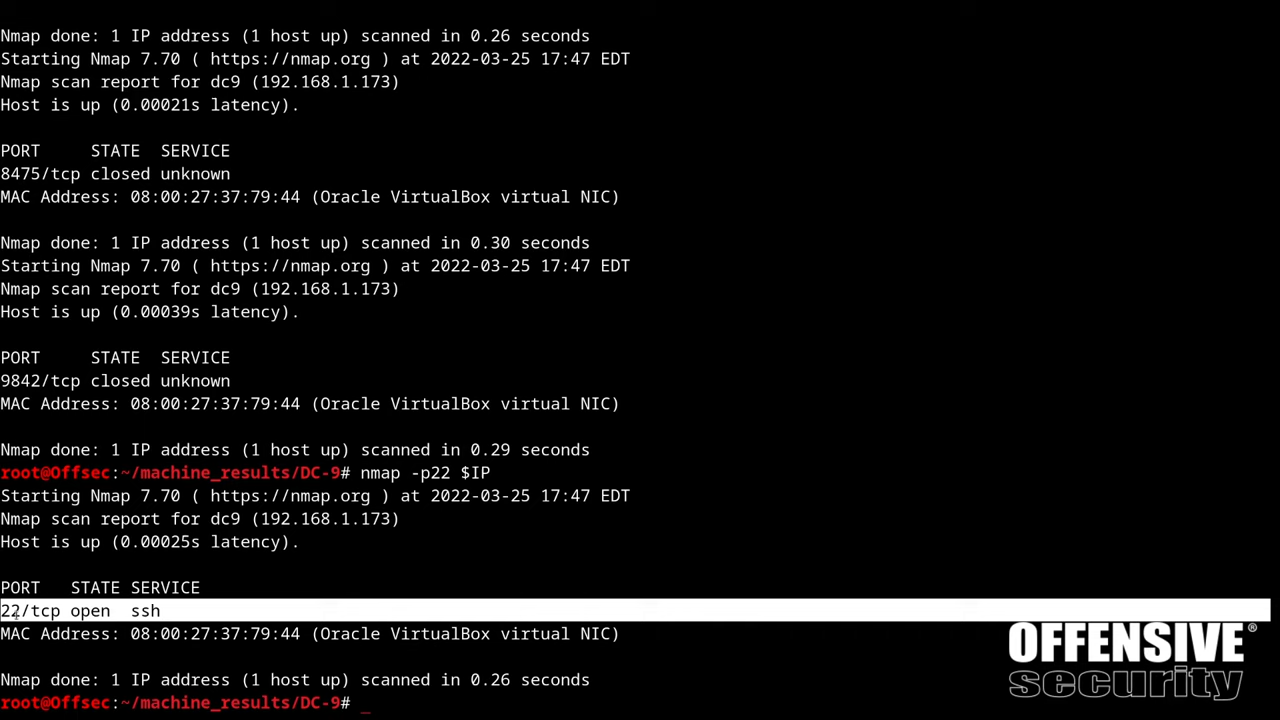 Nmap done: 1 IP address (1 host up) scanned in 0.26 seconds
Starting Nmap 7.70 ( https://nmap.org ) at 2022-03-25 17:47 EDT
Nmap scan report for dc9 (192.168.1.173)
Host is up (0.00021s latency).
PORT     STATE  SERVICE
8475/tcp closed unknown
MAC Address: 08:00:27:37:79:44 (Oracle VirtualBox virtual NIC)
Nmap done: 1 IP address (1 host up) scanned in 0.30 seconds
Starting Nmap 7.70 ( https://nmap.org ) at 2022-03-25 17:47 EDT
Nmap scan report for dc9 (192.168.1.173)
Host is up (0.00039s latency).
PORT     STATE  SERVICE
9842/tcp closed unknown
MAC Address: 08:00:27:37:79:44 (Oracle VirtualBox virtual NIC)
Nmap done: 1 IP address (1 host up) scanned in 0.29 seconds
root@Offsec:~/machine_results/DC-9# nmap -p22 $IP
Starting Nmap 7.70 ( https://nmap.org ) at 2022-03-25 17:47 EDT
Nmap scan report for dc9 (192.168.1.173)
Host is up (0.00025s latency).
PORT   STATE SERVICE
22/tcp open  ssh
MAC Address: 08:00:27:37:79:44 (Oracle VirtualBox virtual NIC)
Nmap done: 1 IP address (1 host up) scanned in 0.26 seconds
root@Offsec:~/machine_results/DC-9# _
OFFENSIVE®
security